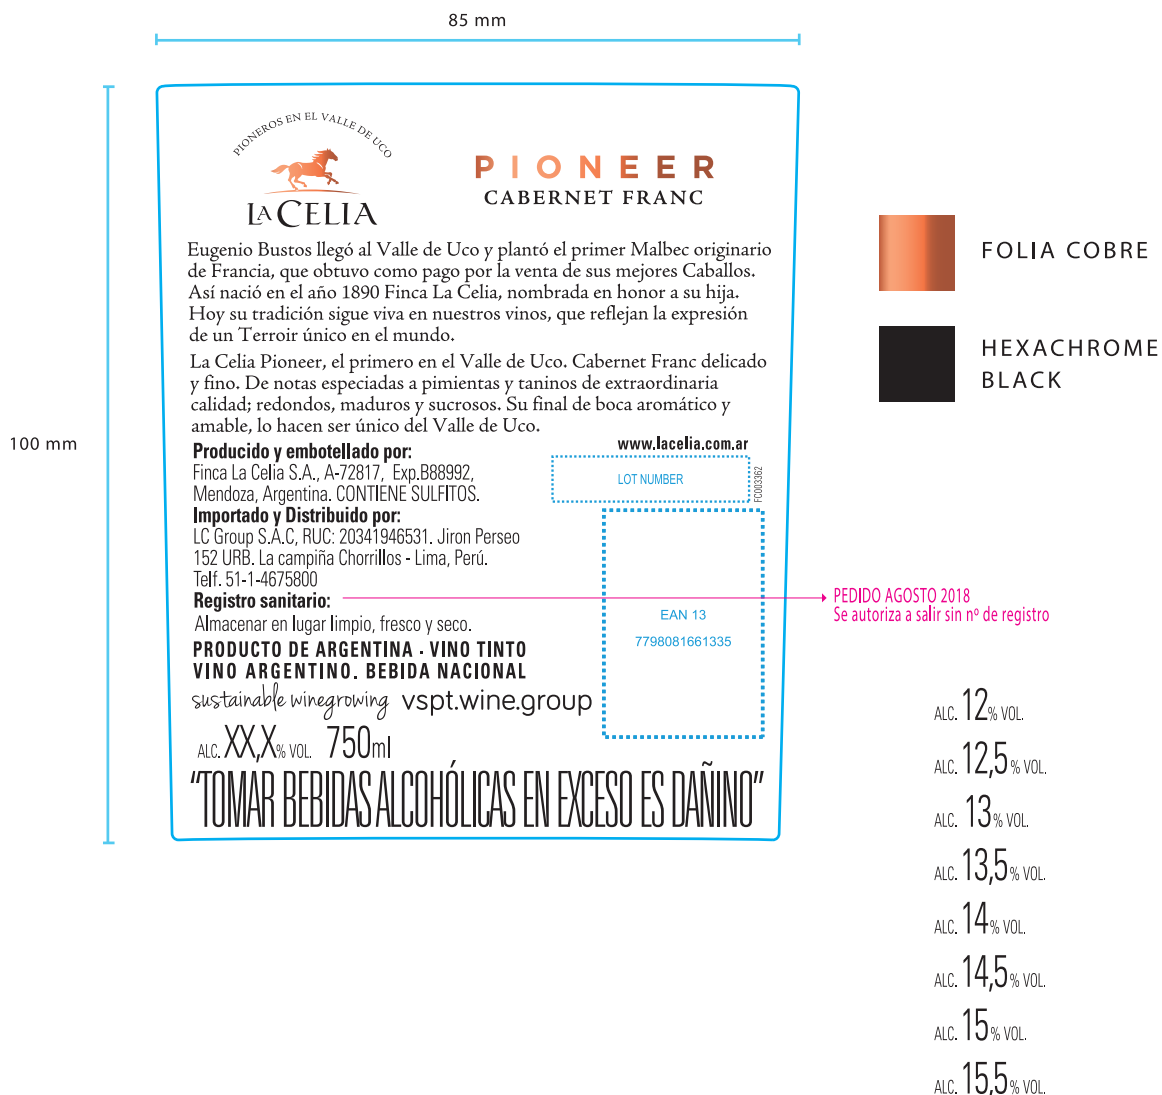 85 mm
100 mm
PIONEROS EN EL VALLE DE UCO
LA CELIA
PIONEER
CABERNET FRANC
Eugenio Bustos llegó al Valle de Uco y plantó el primer Malbec originario
de Francia, que obtuvo como pago por la venta de sus mejores Caballos.
Así nació en el año 1890 Finca La Celia, nombrada en honor a su hija.
Hoy su tradición sigue viva en nuestros vinos, que reflejan la expresión
de un Terroir único en el mundo.
La Celia Pioneer, el primero en el Valle de Uco. Cabernet Franc delicado
y fino. De notas especiadas a pimientas y taninos de extraordinaria
calidad; redondos, maduros y sucrosos. Su final de boca aromático y
amable, lo hacen ser único del Valle de Uco.
www.lacelia.com.ar
Producido y embotellado por:
Finca La Celia S.A., A-72817, Exp.B88992,
Mendoza, Argentina. CONTIENE SULFITOS.
LOT NUMBER
FC003362
Importado y Distribuido por:
LC Group S.A.C, RUC: 20341946531. Jiron Perseo
152 URB. La campiña Chorrillos - Lima, Perú.
Telf. 51-1-4675800
Registro sanitario:
Almacenar en lugar limpio, fresco y seco.
PRODUCTO DE ARGENTINA - VINO TINTO
VINO ARGENTINO. BEBIDA NACIONAL
EAN 13
7798081661335
sustainable winegrowing vspt.wine.group
ALC. XX,X% VOL. 750ml
“TOMAR BEBIDAS ALCOHÓLICAS EN EXCESO ES DAÑINO”
FOLIA COBRE
HEXACHROME
BLACK
PEDIDO AGOSTO 2018
Se autoriza a salir sin nº de registro
ALC. 12% VOL.
ALC. 12,5% VOL.
ALC. 13% VOL.
ALC. 13,5% VOL.
ALC. 14% VOL.
ALC. 14,5% VOL.
ALC. 15% VOL.
ALC. 15,5% VOL.